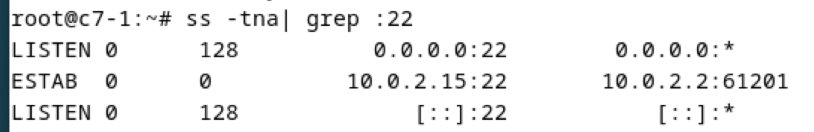 root@c7-1:~# ss -tna| grep :22
LISTEN 0      128          0.0.0.0:22          0.0.0.0:*
ESTAB  0      0          10.0.2.15:22         10.0.2.2:61201
LISTEN 0      128             [::]:22             [::]:*